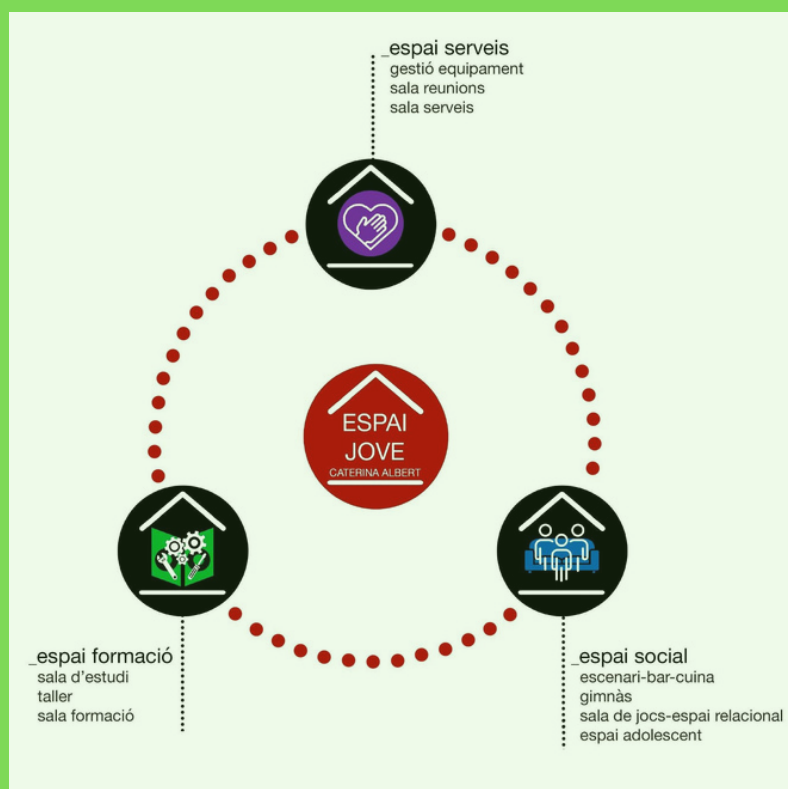 _espai serveis
gestió equipament
sala reunions
sala serveis
ESPAI
JOVE
CATERINA ALBERT
_espai formació
sala d'estudi
taller
sala formació
_espai social
escenari-bar-cuina
gimnàs
sala de jocs-espai relacional
espai adolescent